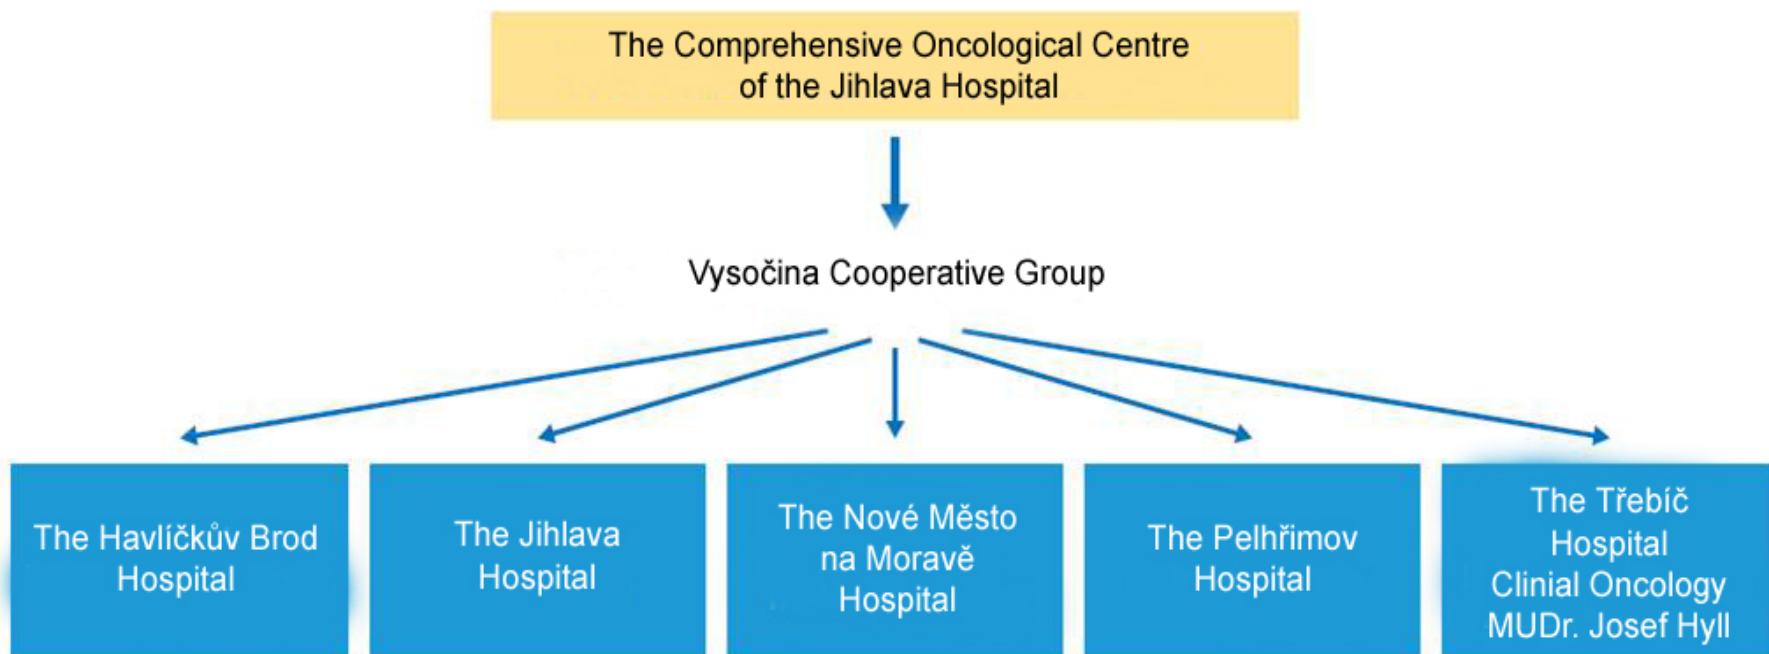 The Comprehensive Oncological Centre
of the Jihlava Hospital
Vysočina Cooperative Group
The Havlíčkův Brod
Hospital
The Jihlava
Hospital
The Nové Město
na Moravě
Hospital
The Pelhřimov
Hospital
The Třebíč
Hospital
Clinial Oncology
MUDr. Josef Hyll